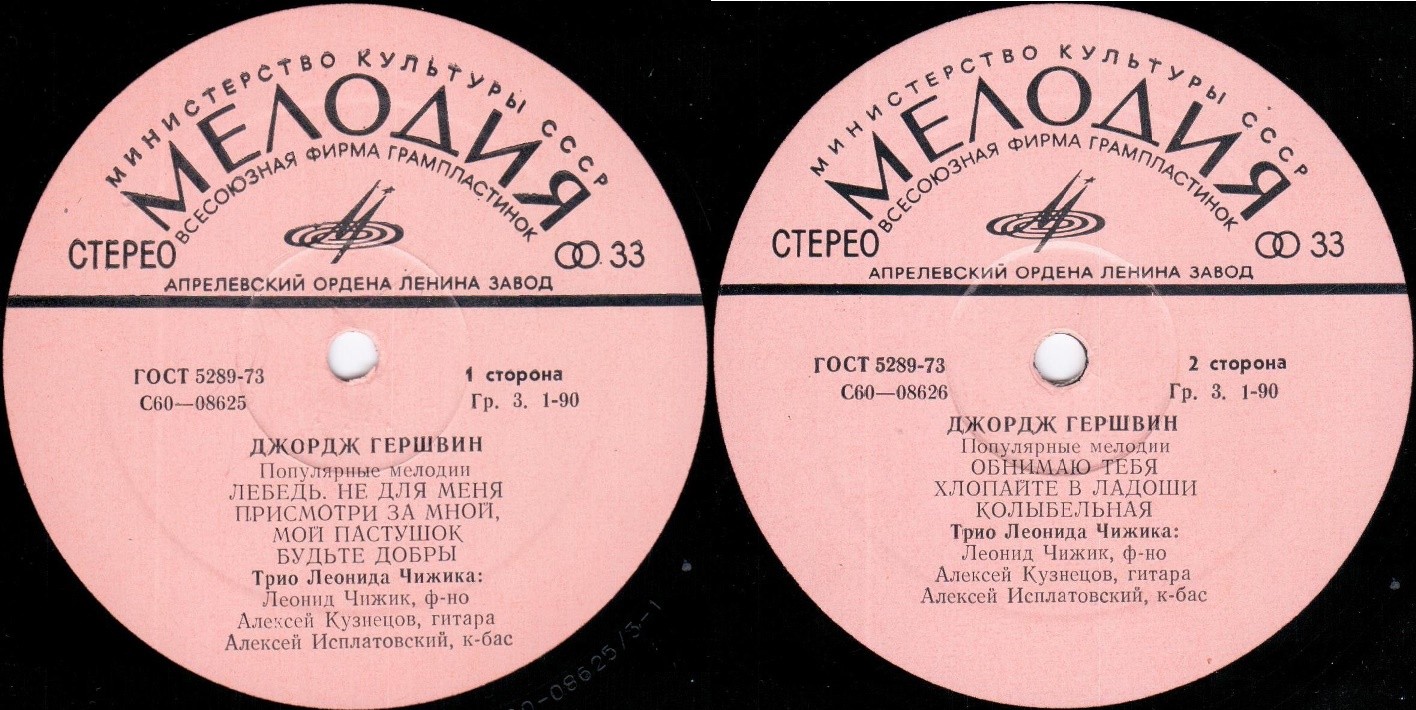 МИНИСТЕРСТВО КУЛЬТУРЫ СССР
МЕЛОДИЯ
ВСЕСОЮЗНАЯ ФИРМА ГРАМПЛАСТИНОК
СТЕРЕО
33
АПРЕЛЕВСКИЙ ОРДЕНА ЛЕНИНА ЗАВОД
ГОСТ 5289-73
1 сторона
С60—08625
Гр. 3. 1-90
ДЖОРДЖ ГЕРШВИН
Популярные мелодии
ЛЕБЕДЬ. НЕ ДЛЯ МЕНЯ
ПРИСМОТРИ ЗА МНОЙ,
МОЙ ПАСТУШОК
БУДЬТЕ ДОБРЫ
Трио Леонида Чижика:
Леонид Чижик, ф-но
Алексей Кузнецов, гитара
Алексей Исплатовский, к-бас
0-08625/3-1
МИНИСТЕРСТВО КУЛЬТУРЫ СССР
МЕЛОДИЯ
ВСЕСОЮЗНАЯ ФИРМА ГРАМПЛАСТИНОК
СТЕРЕО
33
АПРЕЛЕВСКИЙ ОРДЕНА ЛЕНИНА ЗАВОД
ГОСТ 5289-73
2 сторона
С60—08626
Гр. 3. 1-90
ДЖОРДЖ ГЕРШВИН
Популярные мелодии
ОБНИМАЮ ТЕБЯ
ХЛОПАЙТЕ В ЛАДОШИ
КОЛЫБЕЛЬНАЯ
Трио Леонида Чижика:
Леонид Чижик, ф-но
Алексей Кузнецов, гитара
Алексей Исплатовский, к-бас